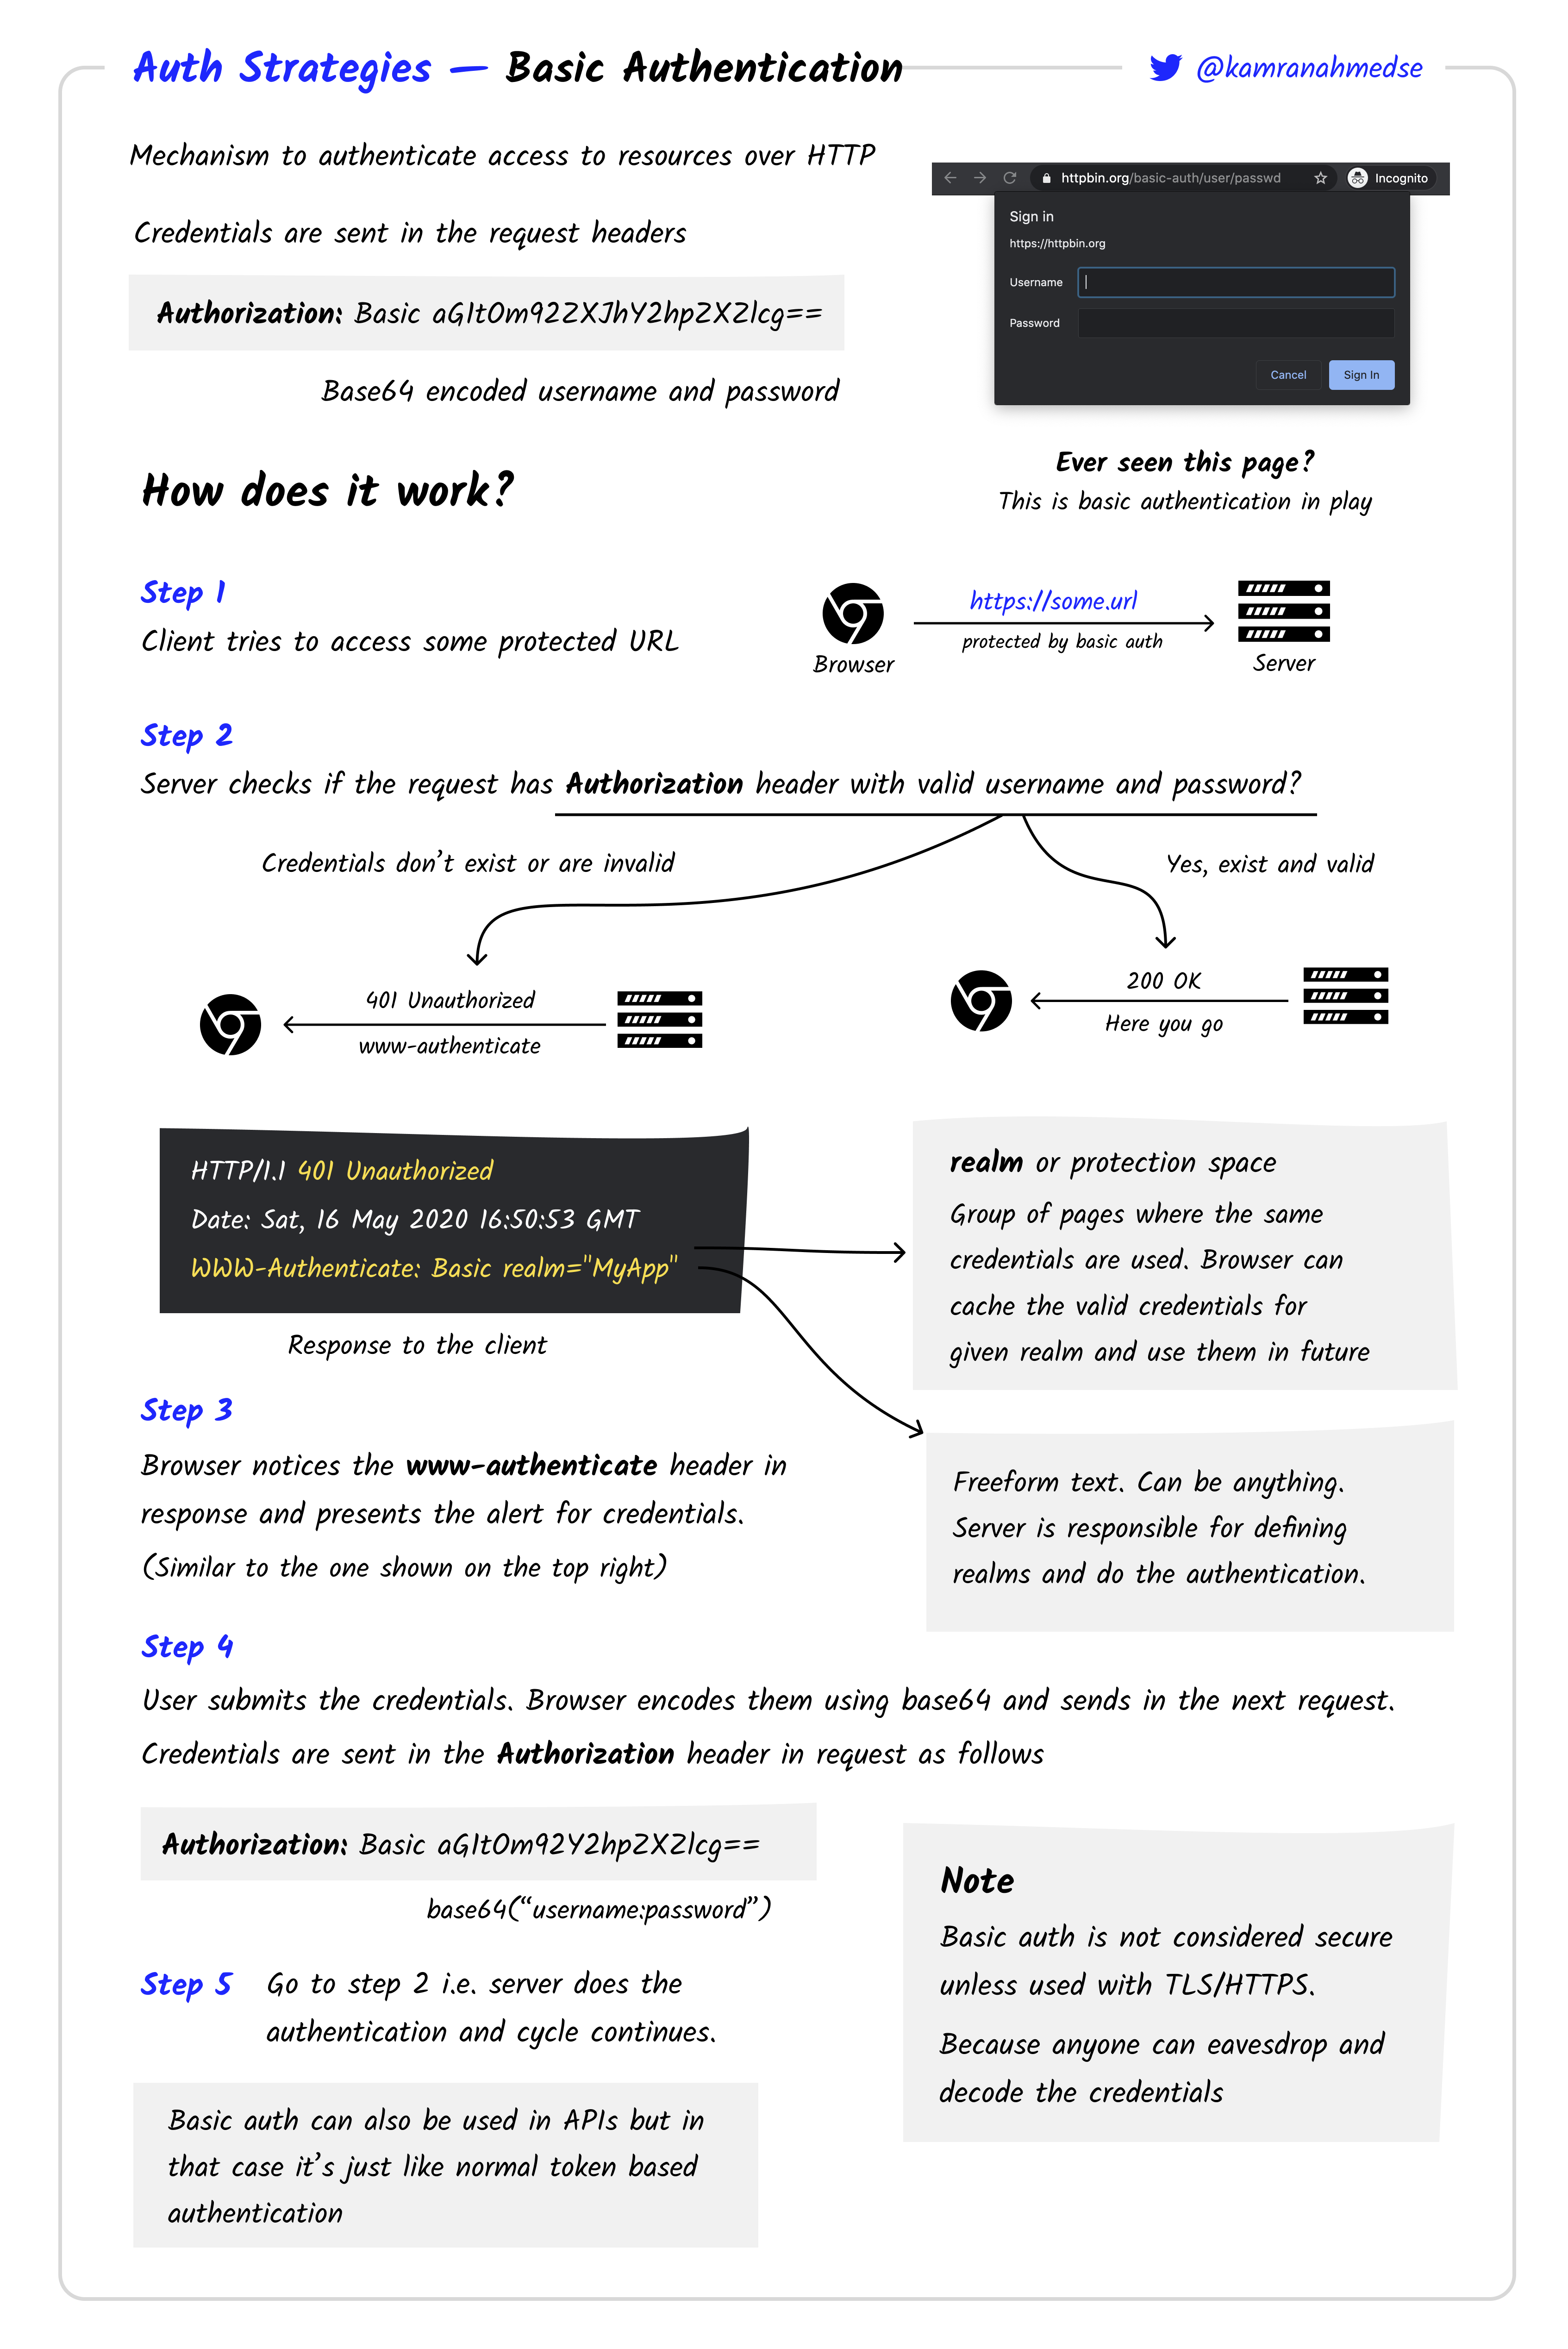 Auth Strategies — Basic Authentication
@kamranahmedse
Mechanism to authenticate access to resources over HTTP
Credentials are sent in the request headers
Authorization: Basic aGItOm92ZXJhY2hpZXZlcg==
Base64 encoded username and password
httpbin.org/basic-auth/user/passwd
Incognito
Sign in
https://httpbin.org
Username
Password
Cancel
Sign In
Ever seen this page?
This is basic authentication in play
How does it work?
Step 1
Client tries to access some protected URL
https://some.url
protected by basic auth
Browser
Server
Step 2
Server checks if the request has Authorization header with valid username and password?
Credentials don’t exist or are invalid
Yes, exist and valid
401 Unauthorized
www-authenticate
200 OK
Here you go
HTTP/1.1 401 Unauthorized
Date: Sat, 16 May 2020 16:50:53 GMT
WWW-Authenticate: Basic realm="MyApp"
Response to the client
realm or protection space
Group of pages where the same
credentials are used. Browser can
cache the valid credentials for
given realm and use them in future
Freeform text. Can be anything.
Server is responsible for defining
realms and do the authentication.
Step 3
Browser notices the www-authenticate header in
response and presents the alert for credentials.
(Similar to the one shown on the top right)
Step 4
User submits the credentials. Browser encodes them using base64 and sends in the next request.
Credentials are sent in the Authorization header in request as follows
Authorization: Basic aGItOm92Y2hpZXZlcg==
base64(“username:password”)
Step 5
Go to step 2 i.e. server does the
authentication and cycle continues.
Basic auth can also be used in APIs but in
that case it’s just like normal token based
authentication
Note
Basic auth is not considered secure
unless used with TLS/HTTPS.
Because anyone can eavesdrop and
decode the credentials